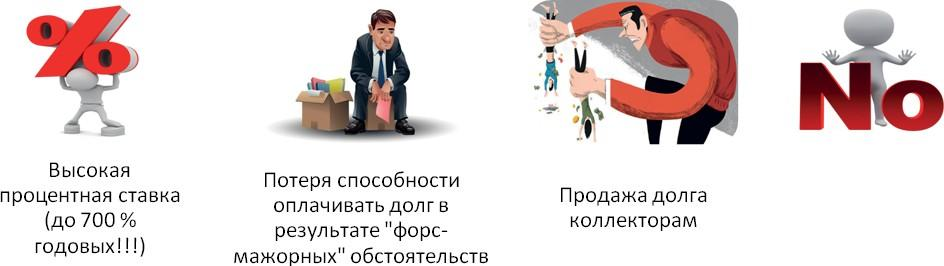 %
No
Высокая
процентная ставка
(до 700 %
годовых!!!)
Потеря способности
оплачивать долг в
результате "форс-
мажорных" обстоятельств
Продажа долга
коллекторам